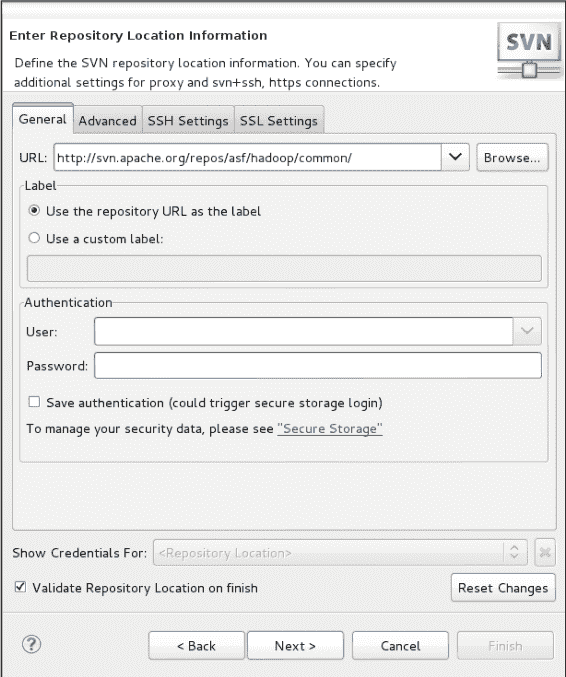 Enter Repository Location Information
SVN
Define the SVN repository location information. You can specify
additional settings for proxy and svn+ssh, https connections.
General Advanced SSH Settings SSL Settings
URL: http://svn.apache.org/repos/asf/hadoop/common/ Browse...
Label
Use the repository URL as the label
Use a custom label:
Authentication
User:
Password:
Save authentication (could trigger secure storage login)
To manage your security data, please see "Secure Storage"
Show Credentials For: <Repository Location>
Validate Repository Location on finish Reset Changes
? < Back Next > Cancel Finish